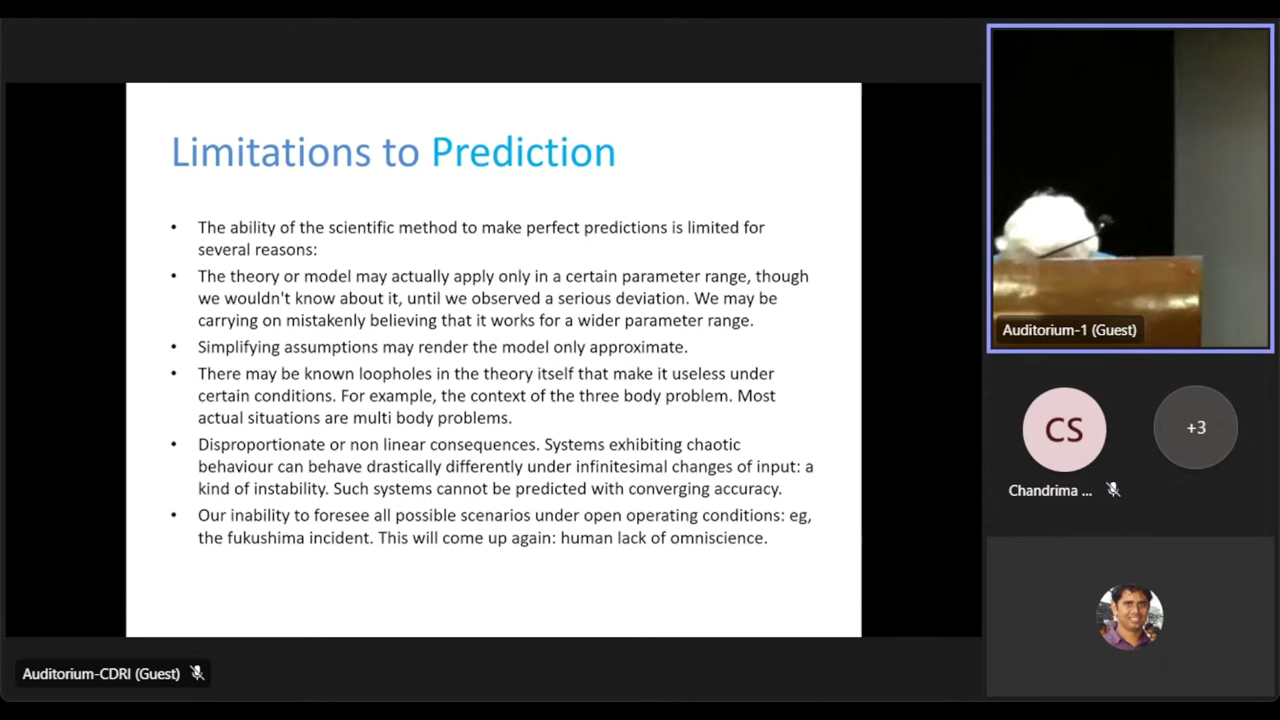 Limitations to Prediction
• The ability of the scientific method to make perfect predictions is limited for
several reasons:
• The theory or model may actually apply only in a certain parameter range, though
we wouldn't know about it, until we observed a serious deviation. We may be
carrying on mistakenly believing that it works for a wider parameter range.
• Simplifying assumptions may render the model only approximate.
• There may be known loopholes in the theory itself that make it useless under
certain conditions. For example, the context of the three body problem. Most
actual situations are multi body problems.
• Disproportionate or non linear consequences. Systems exhibiting chaotic
behaviour can behave drastically differently under infinitesimal changes of input: a
kind of instability. Such systems cannot be predicted with converging accuracy.
• Our inability to foresee all possible scenarios under open operating conditions: eg,
the fukushima incident. This will come up again: human lack of omniscience.
Auditorium-CDRI (Guest)
Auditorium-1 (Guest)
CS
Chandrima ...
+3